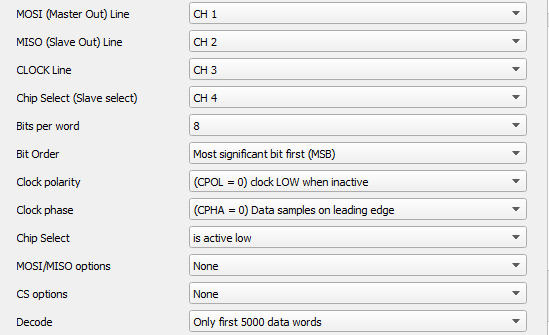 MOSI (Master Out) Line CH 1
MISO (Slave Out) Line CH 2
CLOCK Line CH 3
Chip Select (Slave select) CH 4
Bits per word 8
Bit Order Most significant bit first (MSB)
Clock polarity (CPOL = 0) clock LOW when inactive
Clock phase (CPHA = 0) Data samples on leading edge
Chip Select is active low
MOSI/MISO options None
CS options None
Decode Only first 5000 data words